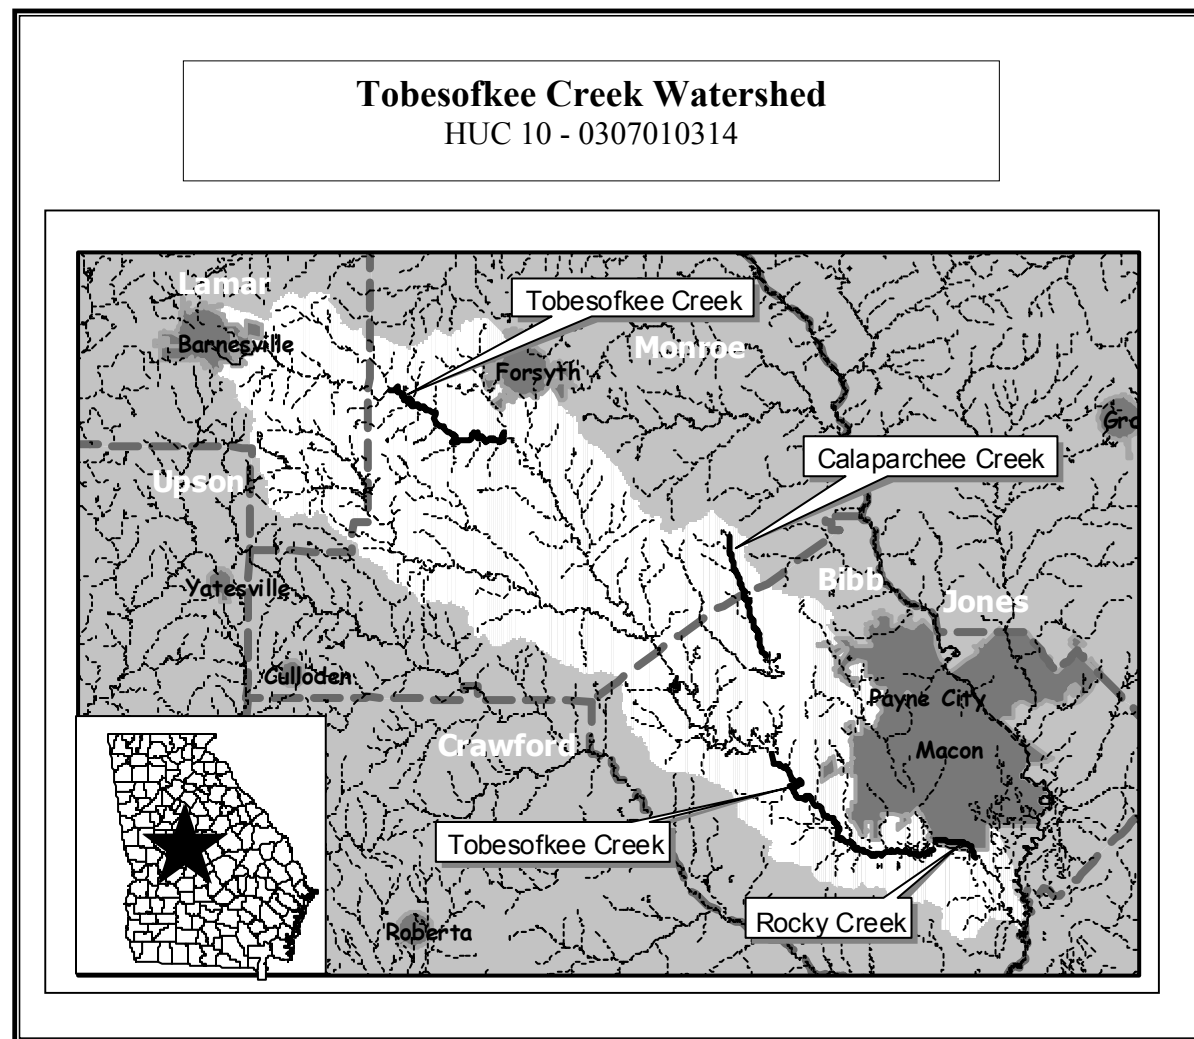 Tobesofkee Creek Watershed
HUC 10 - 0307010314
Lamar
Tobesofkee Creek
Barnesville
Monroe
Forsyth
Gra
Calaparchee Creek
Upson
Yatesville
Bibb
Jones
Culloden
Payne City
Crawford
Macon
Tobesofkee Creek
Rocky Creek
Roberta